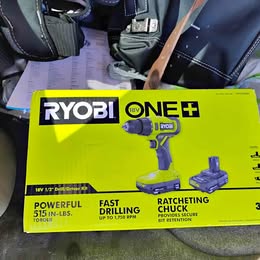 RYOBI 18V ONE+
18V 1/2" Drill/Driver Kit
POWERFUL
515 IN-LBS.
TORQUE
FAST
DRILLING
UP TO 1,750 RPM
RATCHETING
CHUCK
PROVIDES SECURE
BIT RETENTION
3